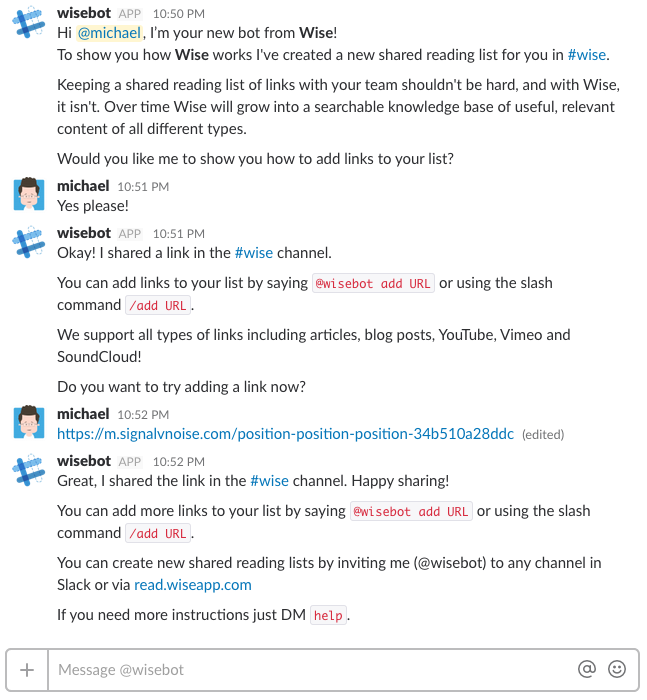 wisebot APP 10:50 PM
Hi @michael, I'm your new bot from Wise!
To show you how Wise works I've created a new shared reading list for you in #wise.
Keeping a shared reading list of links with your team shouldn't be hard, and with Wise,
it isn't. Over time Wise will grow into a searchable knowledge base of useful, relevant
content of all different types.
Would you like me to show you how to add links to your list?
michael 10:51 PM
Yes please!
wisebot APP 10:51 PM
Okay! I shared a link in the #wise channel.
You can add links to your list by saying @wisebot add URL or using the slash
command /add URL.
We support all types of links including articles, blog posts, YouTube, Vimeo and
SoundCloud!
Do you want to try adding a link now?
michael 10:52 PM
https://m.signalvnoise.com/position-position-position-34b510a28ddc (edited)
wisebot APP 10:52 PM
Great, I shared the link in the #wise channel. Happy sharing!
You can add more links to your list by saying @wisebot add URL or using the slash
command /add URL.
You can create new shared reading lists by inviting me (@wisebot) to any channel in
Slack or via read.wiseapp.com
If you need more instructions just DM help.
Message @wisebot